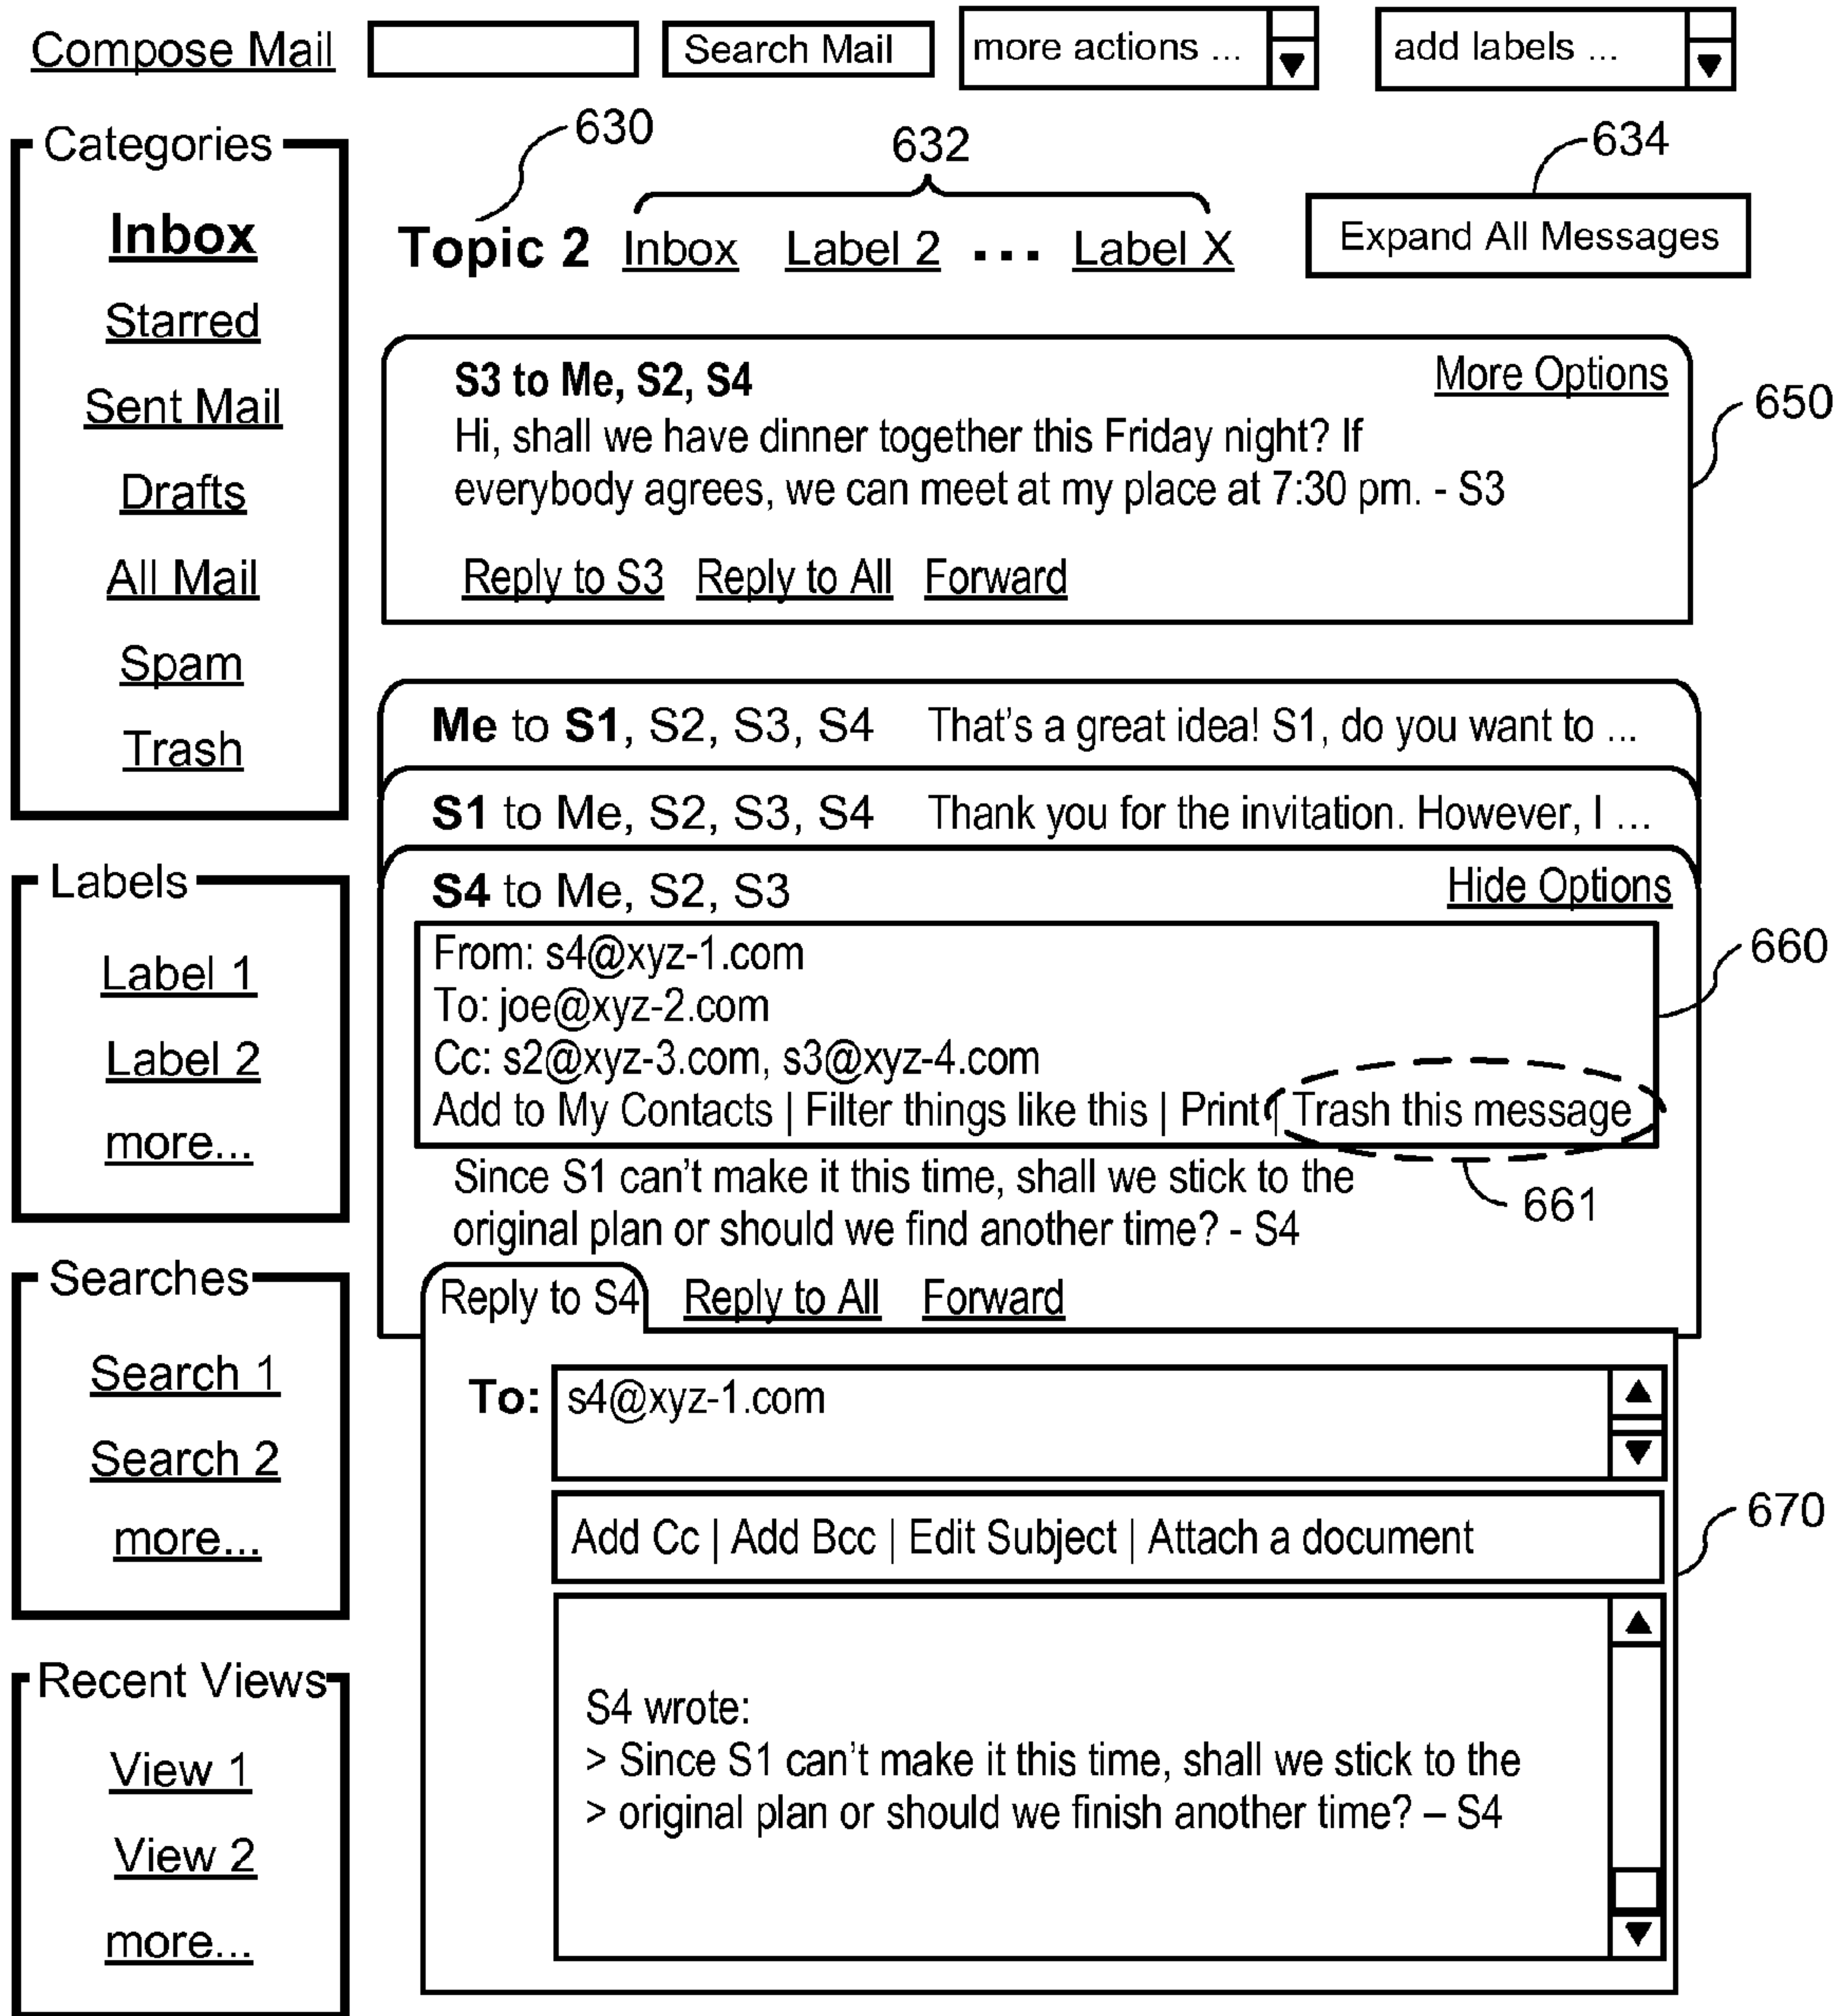 Compose Mail Search Mail more actions ... add labels ...
630
632
634
Categories
Inbox
Starred
Sent Mail
Drafts
All Mail
Spam
Trash
Labels
Label 1
Label 2
more...
Searches
Search 1
Search 2
more...
Recent Views
View 1
View 2
more...
Topic 2 Inbox Label 2 ... Label X Expand All Messages
S3 to Me, S2, S4 More Options
650
Hi, shall we have dinner together this Friday night? If
everybody agrees, we can meet at my place at 7:30 pm. - S3
Reply to S3 Reply to All Forward
Me to S1, S2, S3, S4 That's a great idea! S1, do you want to ...
S1 to Me, S2, S3, S4 Thank you for the invitation. However, I ...
S4 to Me, S2, S3 Hide Options
660
From: s4@xyz-1.com
To: joe@xyz-2.com
Cc: s2@xyz-3.com, s3@xyz-4.com
Add to My Contacts | Filter things like this | Print | Trash this message
661
Since S1 can't make it this time, shall we stick to the
original plan or should we find another time? - S4
Reply to S4 Reply to All Forward
To: s4@xyz-1.com
670
Add Cc | Add Bcc | Edit Subject | Attach a document
S4 wrote:
> Since S1 can't make it this time, shall we stick to the
> original plan or should we finish another time? – S4